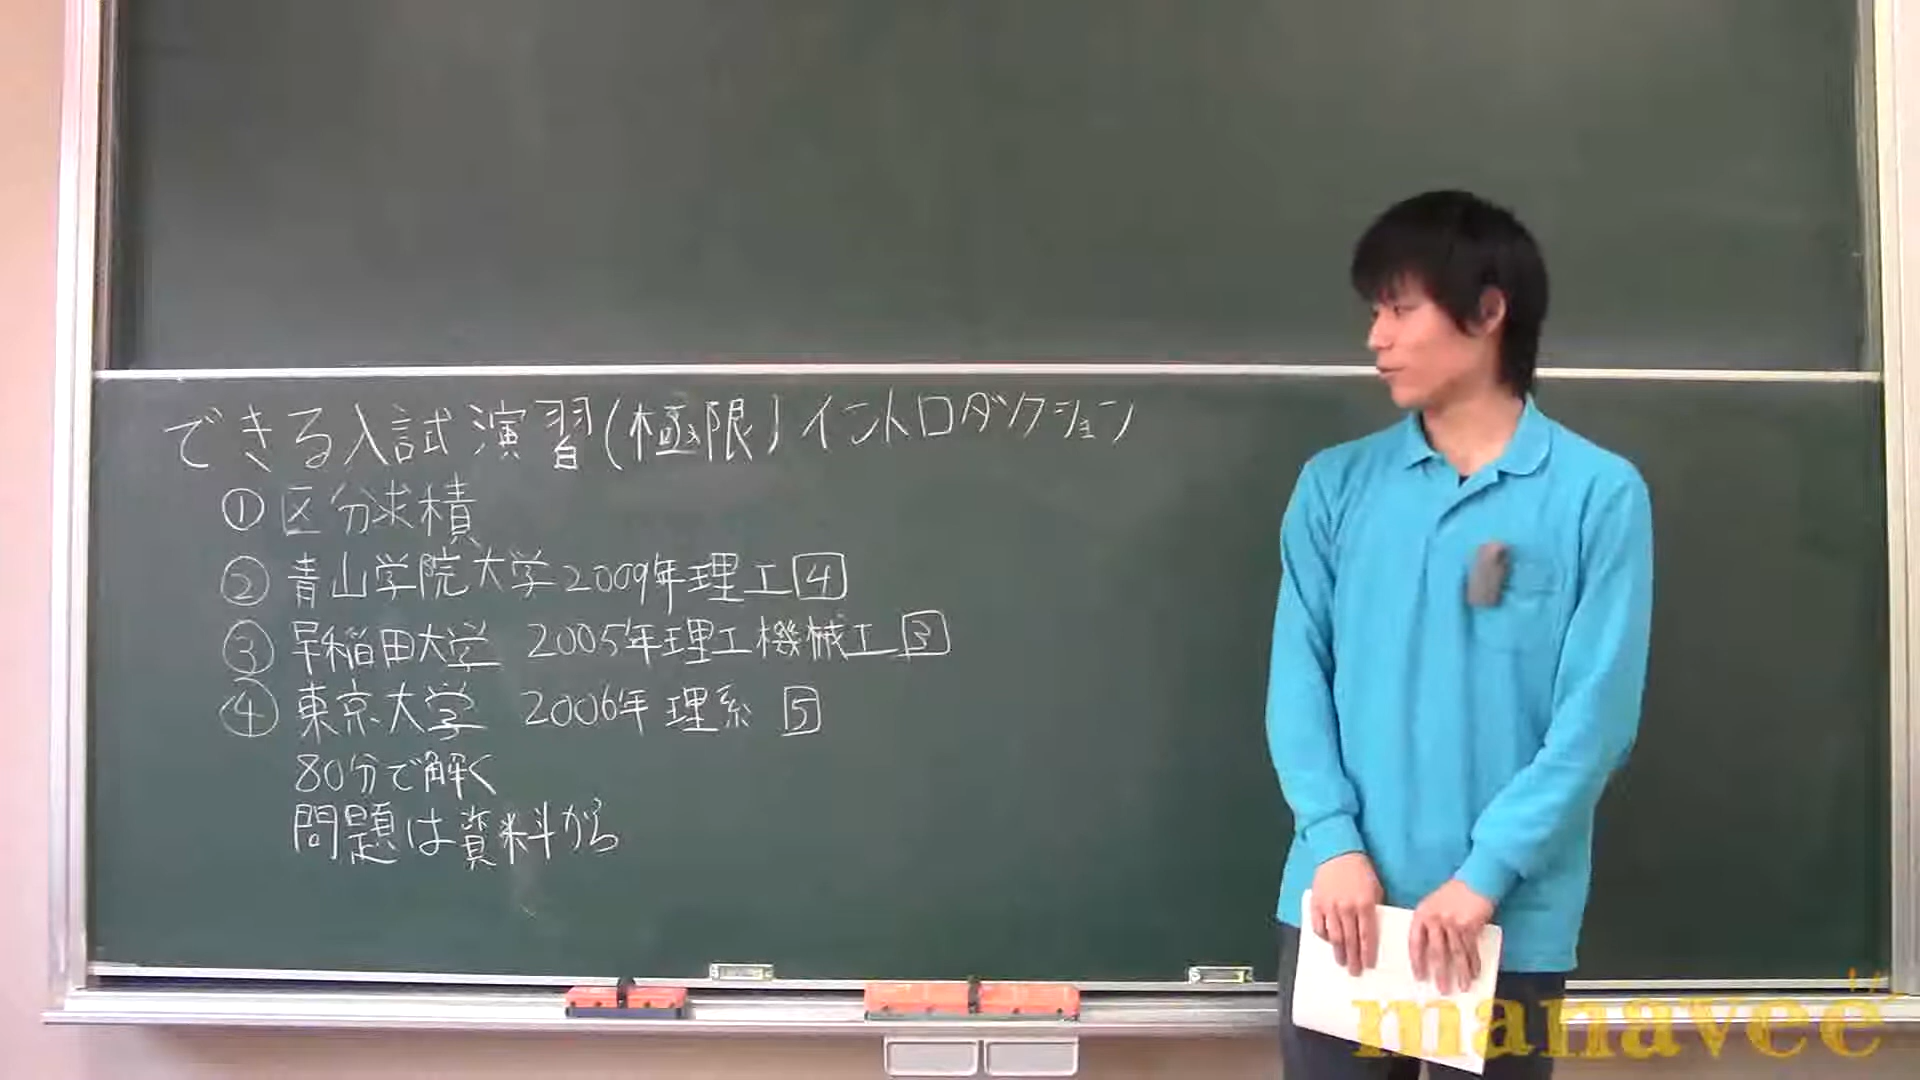 できる入試演習(極限)イントロダクション
① 区分求積
② 青山学院大学2009年理工4
③ 早稲田大学 2005年理工機械工3
④ 東京大学 2006年 理系 5
80分で解く
問題は資料から
manavee